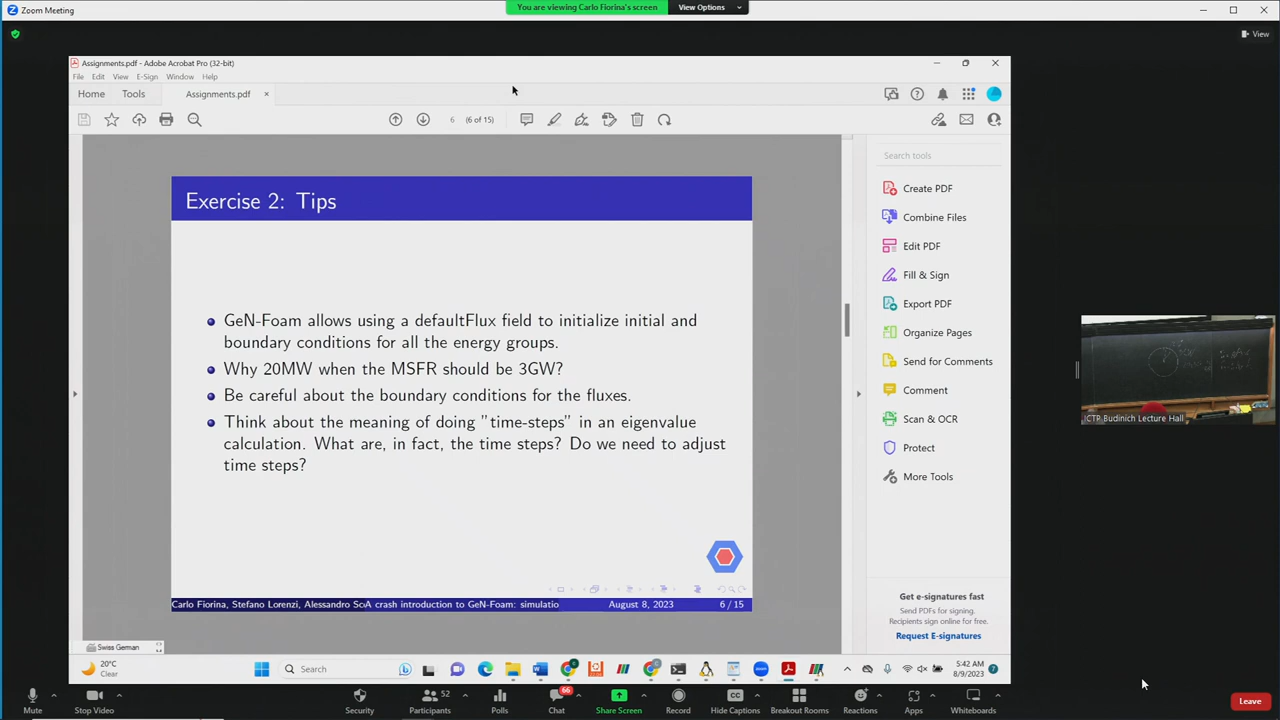 Zoom Meeting
You are viewing Carlo Fiorina's screen
View Options
View
Assignments.pdf - Adobe Acrobat Pro (32-bit)
File Edit View E-Sign Window Help
Home Tools Assignments.pdf ×
6 (6 of 15)
Search tools
Create PDF
Combine Files
Edit PDF
Fill & Sign
Export PDF
Organize Pages
Send for Comments
Comment
Scan & OCR
Protect
More Tools
Get e-signatures fast
Send PDFs for signing.
Recipients sign online for free.
Request E-signatures
Exercise 2: Tips
GeN-Foam allows using a defaultFlux field to initialize initial and
boundary conditions for all the energy groups.
Why 20MW when the MSFR should be 3GW?
Be careful about the boundary conditions for the fluxes.
Think about the meaning of doing "time-steps" in an eigenvalue
calculation. What are, in fact, the time steps? Do we need to adjust
time steps?
Carlo Fiorina, Stefano Lorenzi, Alessandro Sc A crash introduction to GeN-Foam: simulatio August 8, 2023 6 / 15
ICTP Budinich Lecture Hall
Swiss German
20°C
Clear
Search
5:42 AM
8/9/2023
Mute
Stop Video
Security
52
Participants
Polls
66
Chat
Share Screen
Record
Hide Captions
Breakout Rooms
Reactions
Apps
Whiteboards
Leave